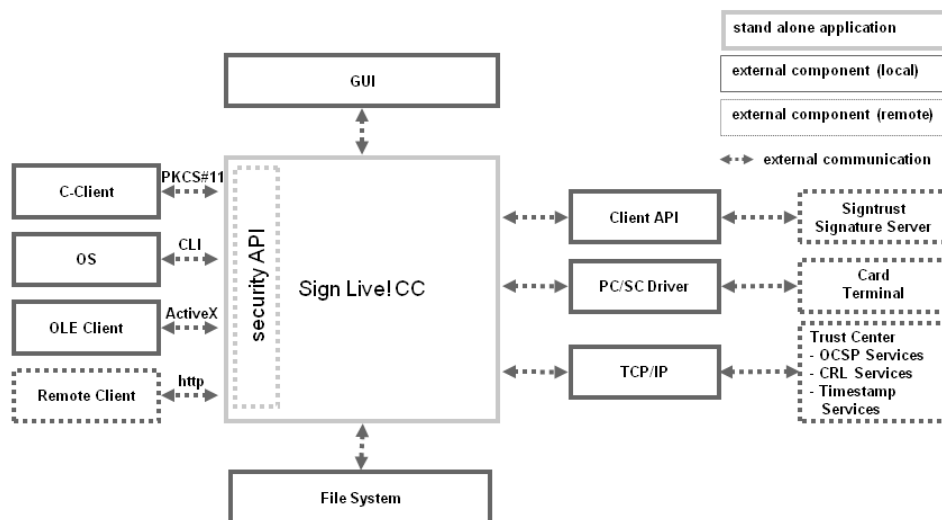 stand alone application
external component (local)
external component (remote)
external communication
GUI
C-Client
PKCS#11
OS
CLI
OLE Client
ActiveX
Remote Client
http
security API
Sign Live! CC
Client API
Signtrust
Signature Server
PC/SC Driver
Card
Terminal
TCP/IP
Trust Center
- OCSP Services
- CRL Services
- Timestamp
Services
File System